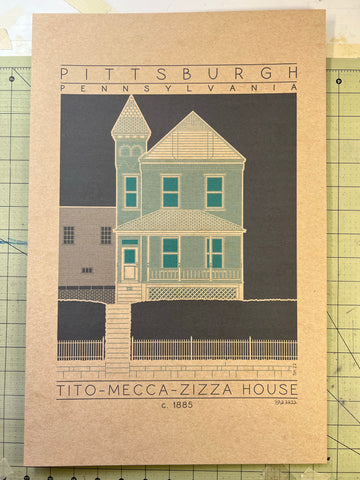 PITTSBURGH
PENNSYLVANIA
TITO-MECCA-ZIZZA HOUSE
c. 1885